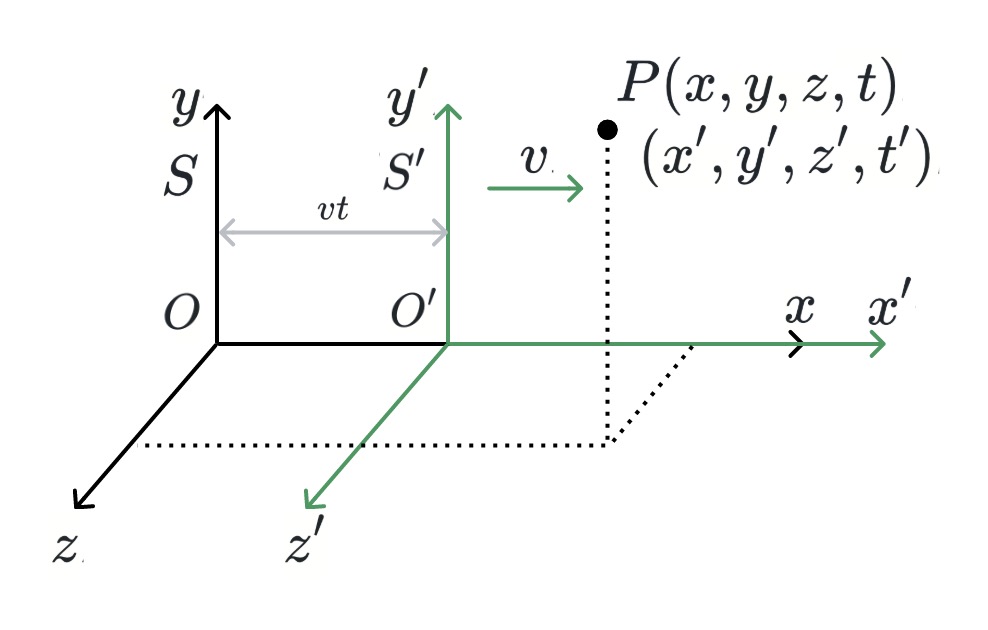 P(x, y, z, t)
y
y′
(x′, y′, z′, t′)
v
S
S′
vt
O
O′
x
x′
z
z′